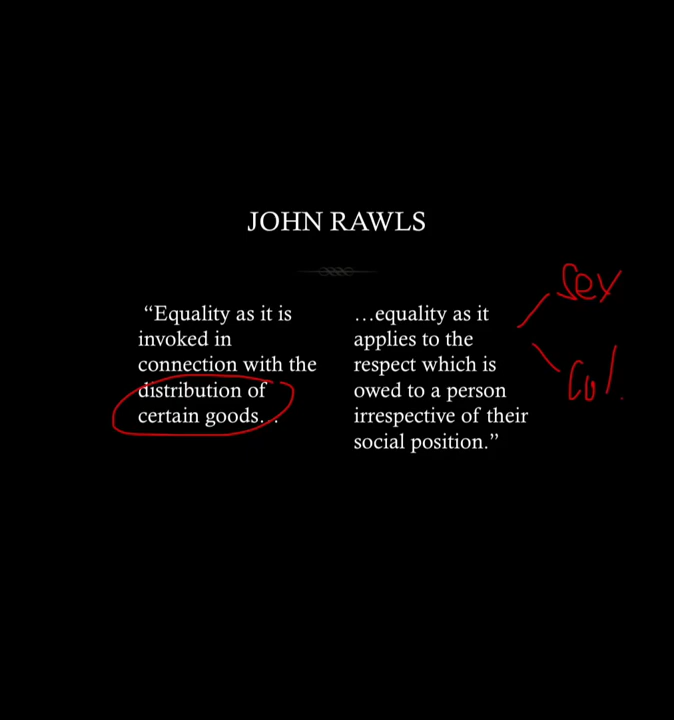 JOHN RAWLS
“Equality as it is
invoked in
connection with the
distribution of
certain goods…
…equality as it
applies to the
respect which is
owed to a person
irrespective of their
social position.”
Sex
Col.